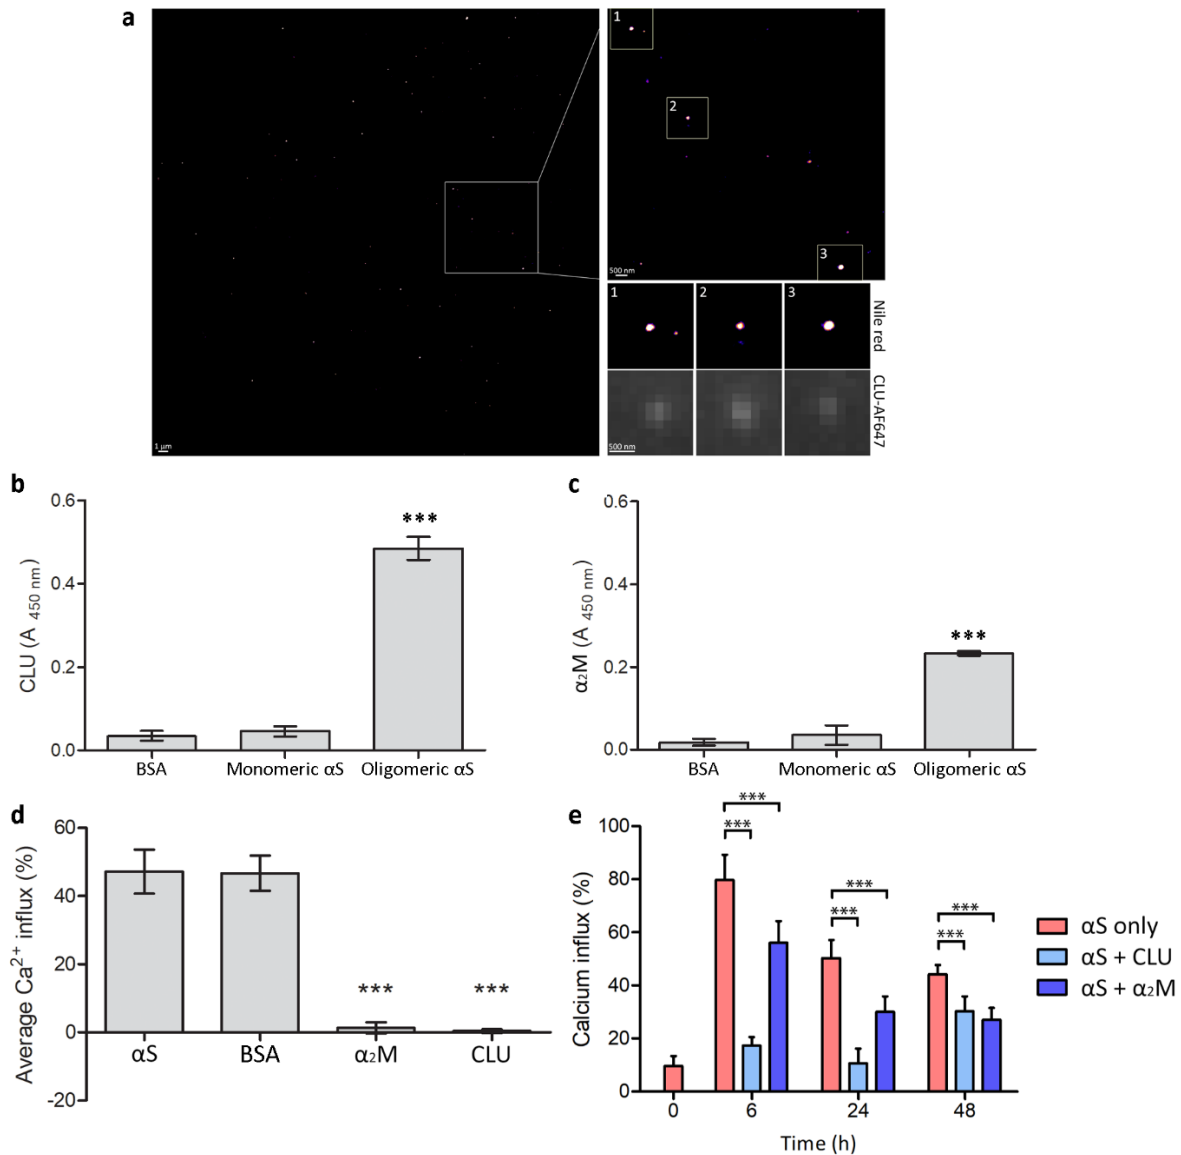 a
1
2
3
500 nm
1 µm
1
2
3
Nile red
CLU-AF647
500 nm
b
CLU (A 450 nm)
0.6
0.4
0.2
0.0
***
BSA
Monomeric αS
Oligomeric αS
c
α2M (A 450 nm)
0.6
0.4
0.2
0.0
***
BSA
Monomeric αS
Oligomeric αS
d
Average Ca2+ influx (%)
60
40
20
0
-20
***
***
αS
BSA
α2M
CLU
e
Calcium influx (%)
100
80
60
40
20
0
***
***
***
***
***
***
0
6
24
48
Time (h)
αS only
αS + CLU
αS + α2M